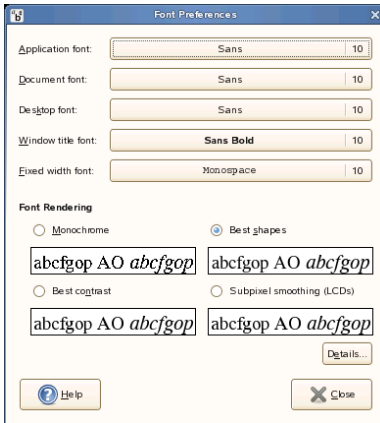 Font Preferences
Application font: Sans 10
Document font: Sans 10
Desktop font: Sans 10
Window title font: Sans Bold 10
Fixed width font: Monospace 10
Font Rendering
Monochrome Best shapes
abcfgop AO abcfgop abcfgop AO abcfgop
Best contrast Subpixel smoothing (LCDs)
abcfgop AO abcfgop abcfgop AO abcfgop
Details...
Help Close